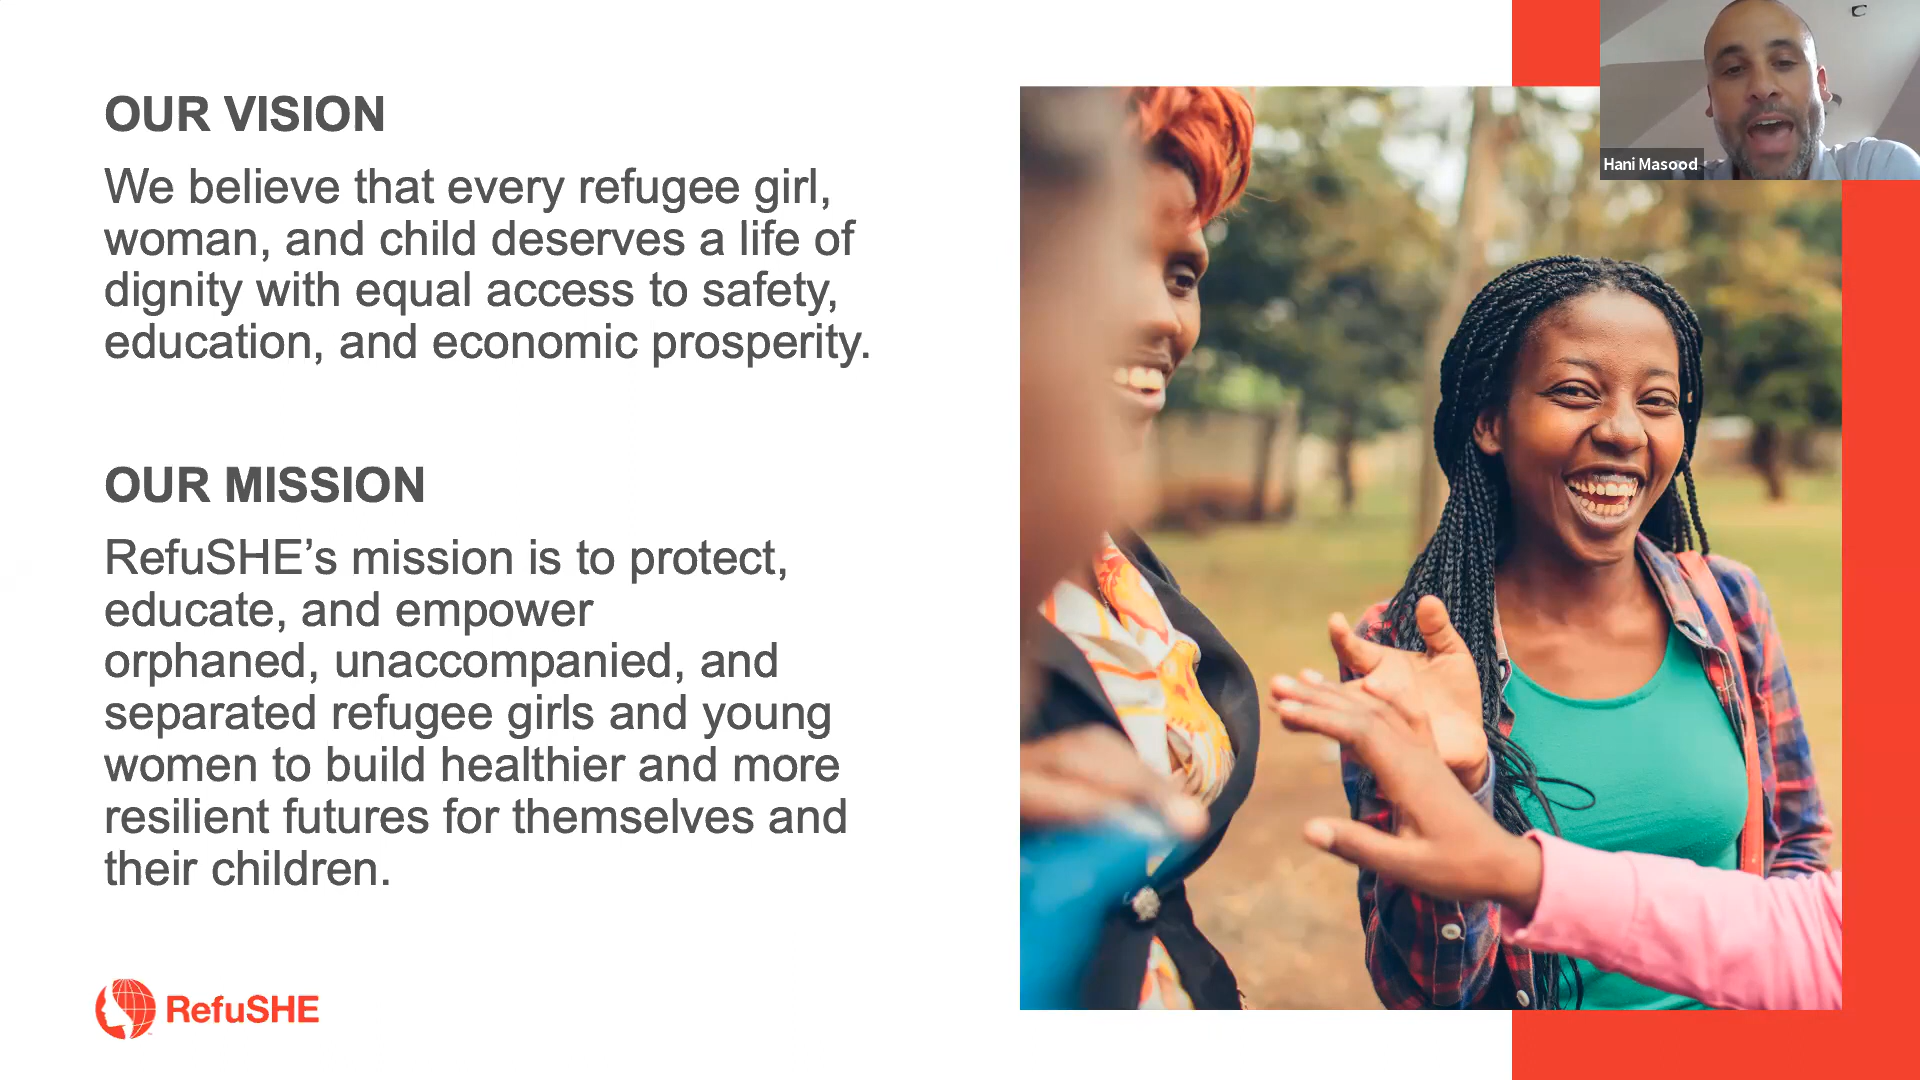 OUR VISION
We believe that every refugee girl,
woman, and child deserves a life of
dignity with equal access to safety,
education, and economic prosperity.
OUR MISSION
RefuSHE’s mission is to protect,
educate, and empower
orphaned, unaccompanied, and
separated refugee girls and young
women to build healthier and more
resilient futures for themselves and
their children.
RefuSHE
Hani Masood